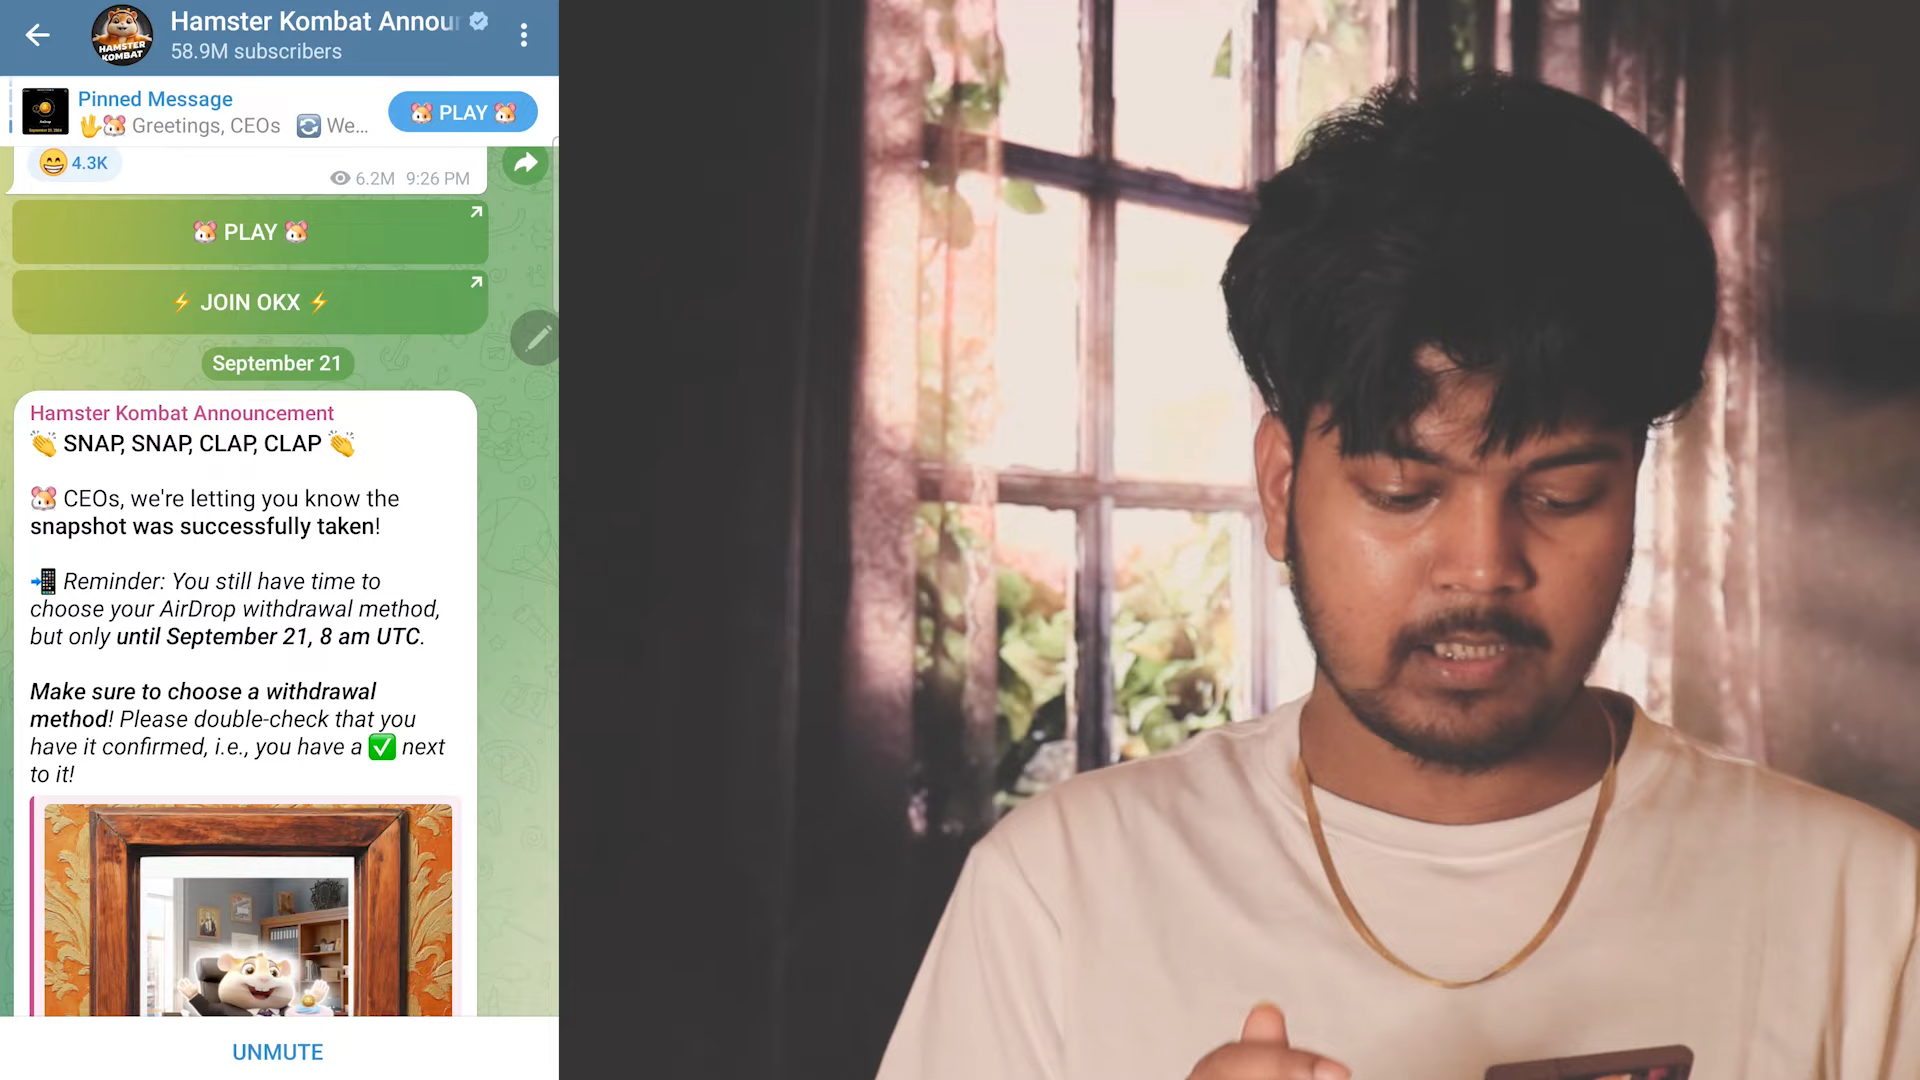 Hamster Kombat Annou
58.9M subscribers
HAMSTER
KOMBAT
Pinned Message
🖖🐹 Greetings, CEOs 🔄 We...
🐹 PLAY 🐹
😁 4.3K
6.2M 9:26 PM
🐹 PLAY 🐹
⚡ JOIN OKX ⚡
September 21
Hamster Kombat Announcement
👏 SNAP, SNAP, CLAP, CLAP 👏
🐹 CEOs, we're letting you know the
snapshot was successfully taken!
📲 Reminder: You still have time to
choose your AirDrop withdrawal method,
but only until September 21, 8 am UTC.
Make sure to choose a withdrawal
method! Please double-check that you
have it confirmed, i.e., you have a ✅ next
to it!
UNMUTE